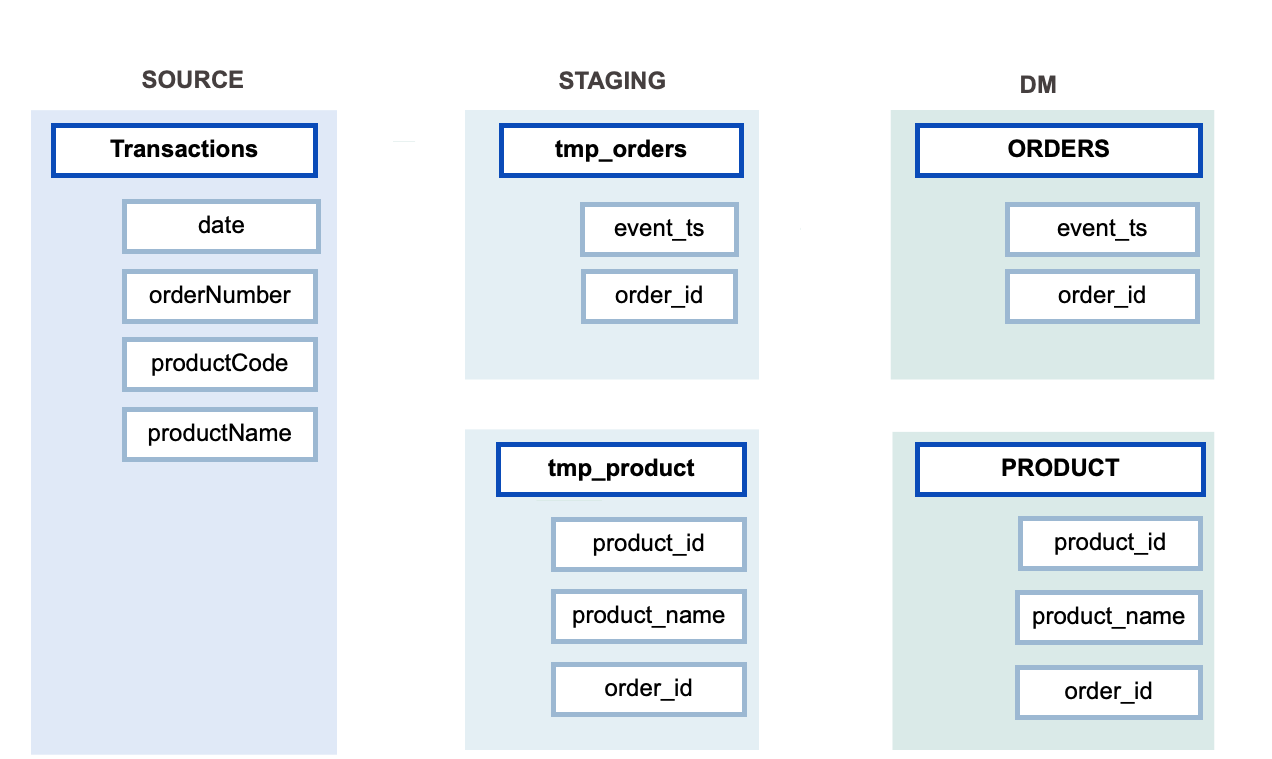 SOURCE
Transactions
date
orderNumber
productCode
productName
STAGING
tmp_orders
event_ts
order_id
tmp_product
product_id
product_name
order_id
DM
ORDERS
event_ts
order_id
PRODUCT
product_id
product_name
order_id